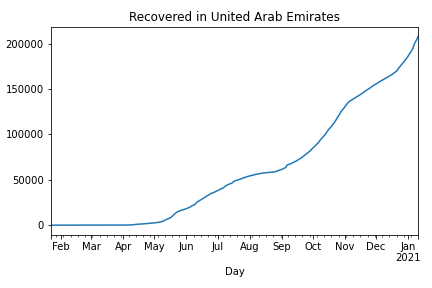 Recovered in United Arab Emirates
200000
150000
100000
50000
0
Feb Mar Apr May Jun Jul Aug Sep Oct Nov Dec Jan
2021
Day